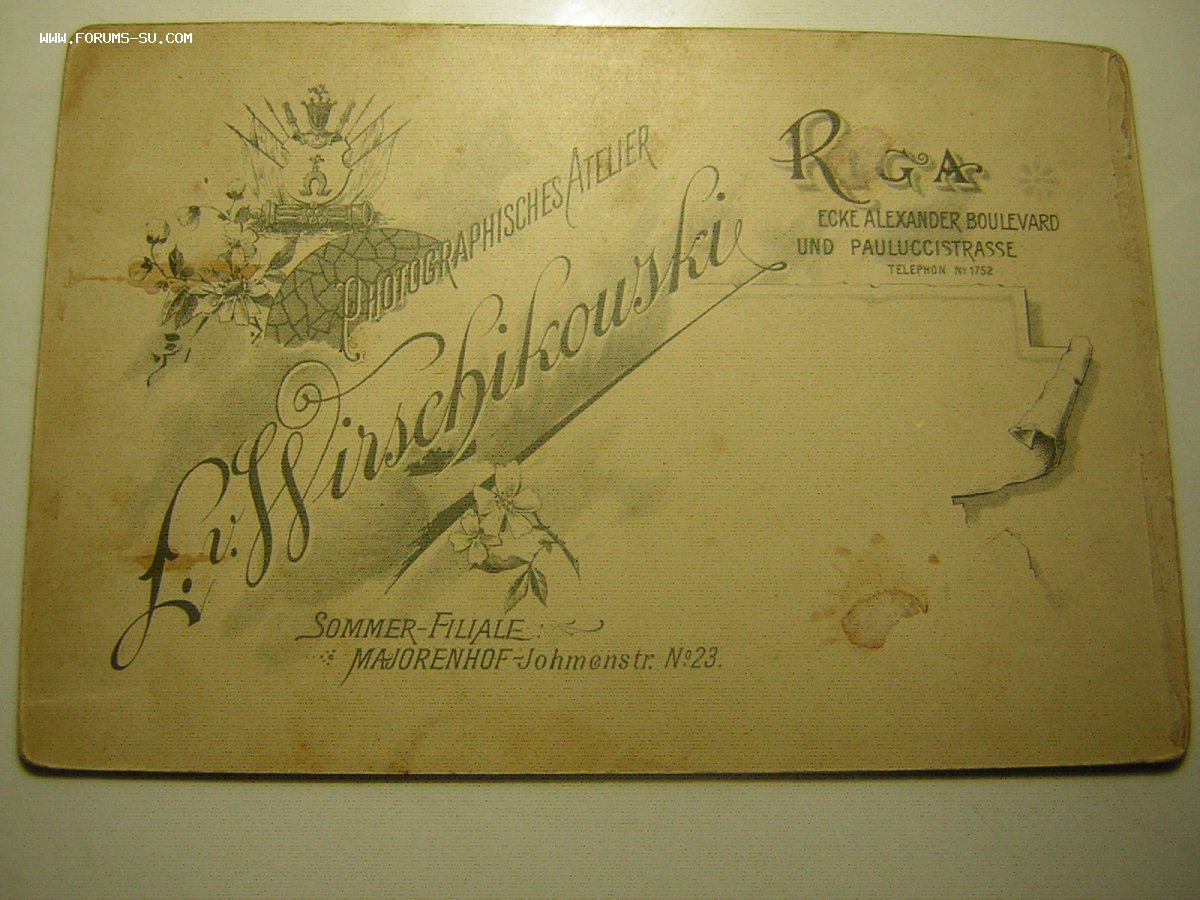 WWW.FORUMS-SU.COM
PHOTOGRAPHISCHES ATELIER
L. v. Wirschikowski
RIGA
ECKE ALEXANDER BOULEVARD
UND PAULUCCISTRASSE
TELEPHON No 1752
SOMMER-FILIALE:
MAJORENHOF-Johmenstr. No 23.